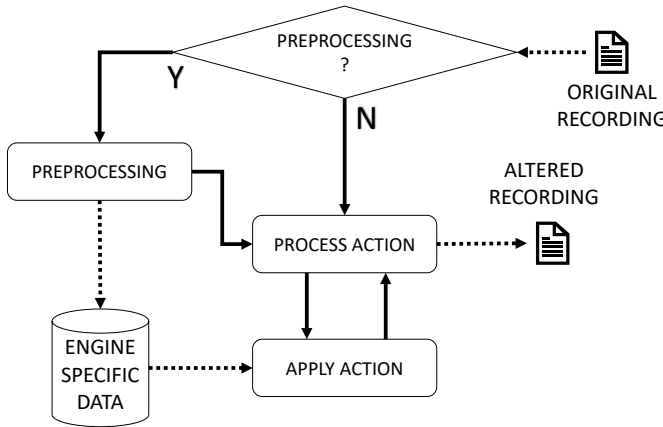 PREPROCESSING
?
Y
N
ORIGINAL
RECORDING
PREPROCESSING
ALTERED
RECORDING
PROCESS ACTION
ENGINE
SPECIFIC
DATA
APPLY ACTION